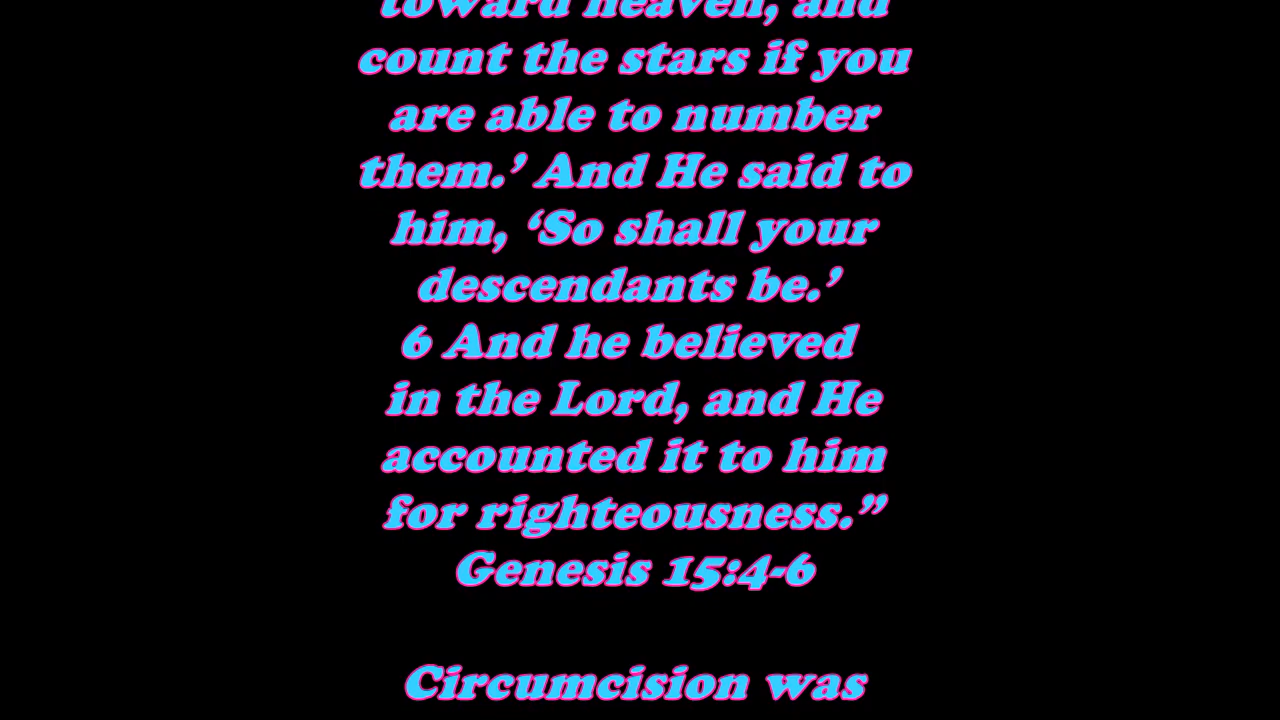 toward heaven, and
count the stars if you
are able to number
them.’ And He said to
him, ‘So shall your
descendants be.’
6 And he believed
in the Lord, and He
accounted it to him
for righteousness.”
Genesis 15:4-6
Circumcision was